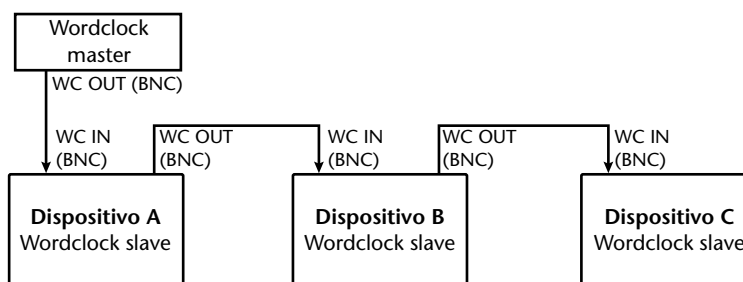 Wordclock
master
WC OUT (BNC)
WC IN
(BNC)
WC OUT
(BNC)
WC IN
(BNC)
WC OUT
(BNC)
WC IN
(BNC)
Dispositivo A
Wordclock slave
Dispositivo B
Wordclock slave
Dispositivo C
Wordclock slave